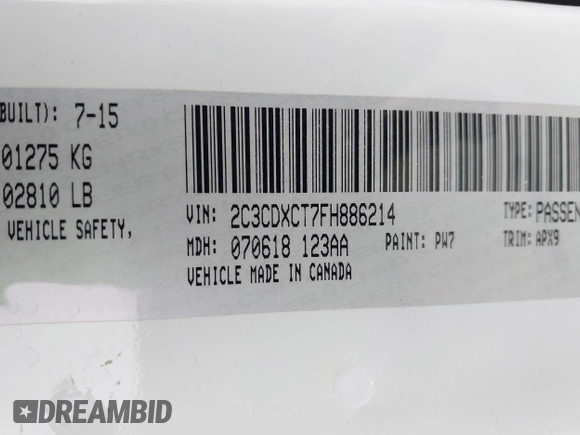 BUILT): 7-15
01275 KG
02810 LB
VEHICLE SAFETY,
VIN: 2C3CDXCT7FH886214
TYPE: PASSEN
MDH: 070618 123AA
PAINT: PW7
TRIM: APX9
VEHICLE MADE IN CANADA
DREAMBID